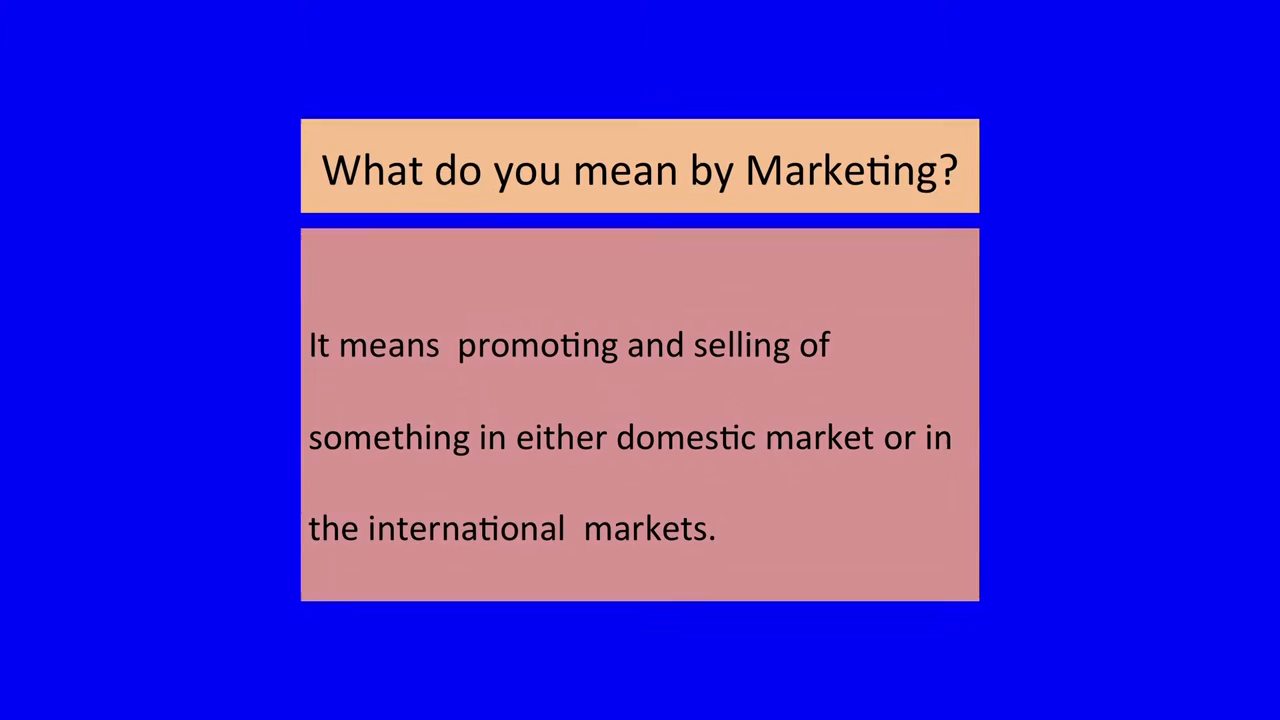 What do you mean by Marketing?
It means  promoting and selling of
something in either domestic market or in
the international  markets.